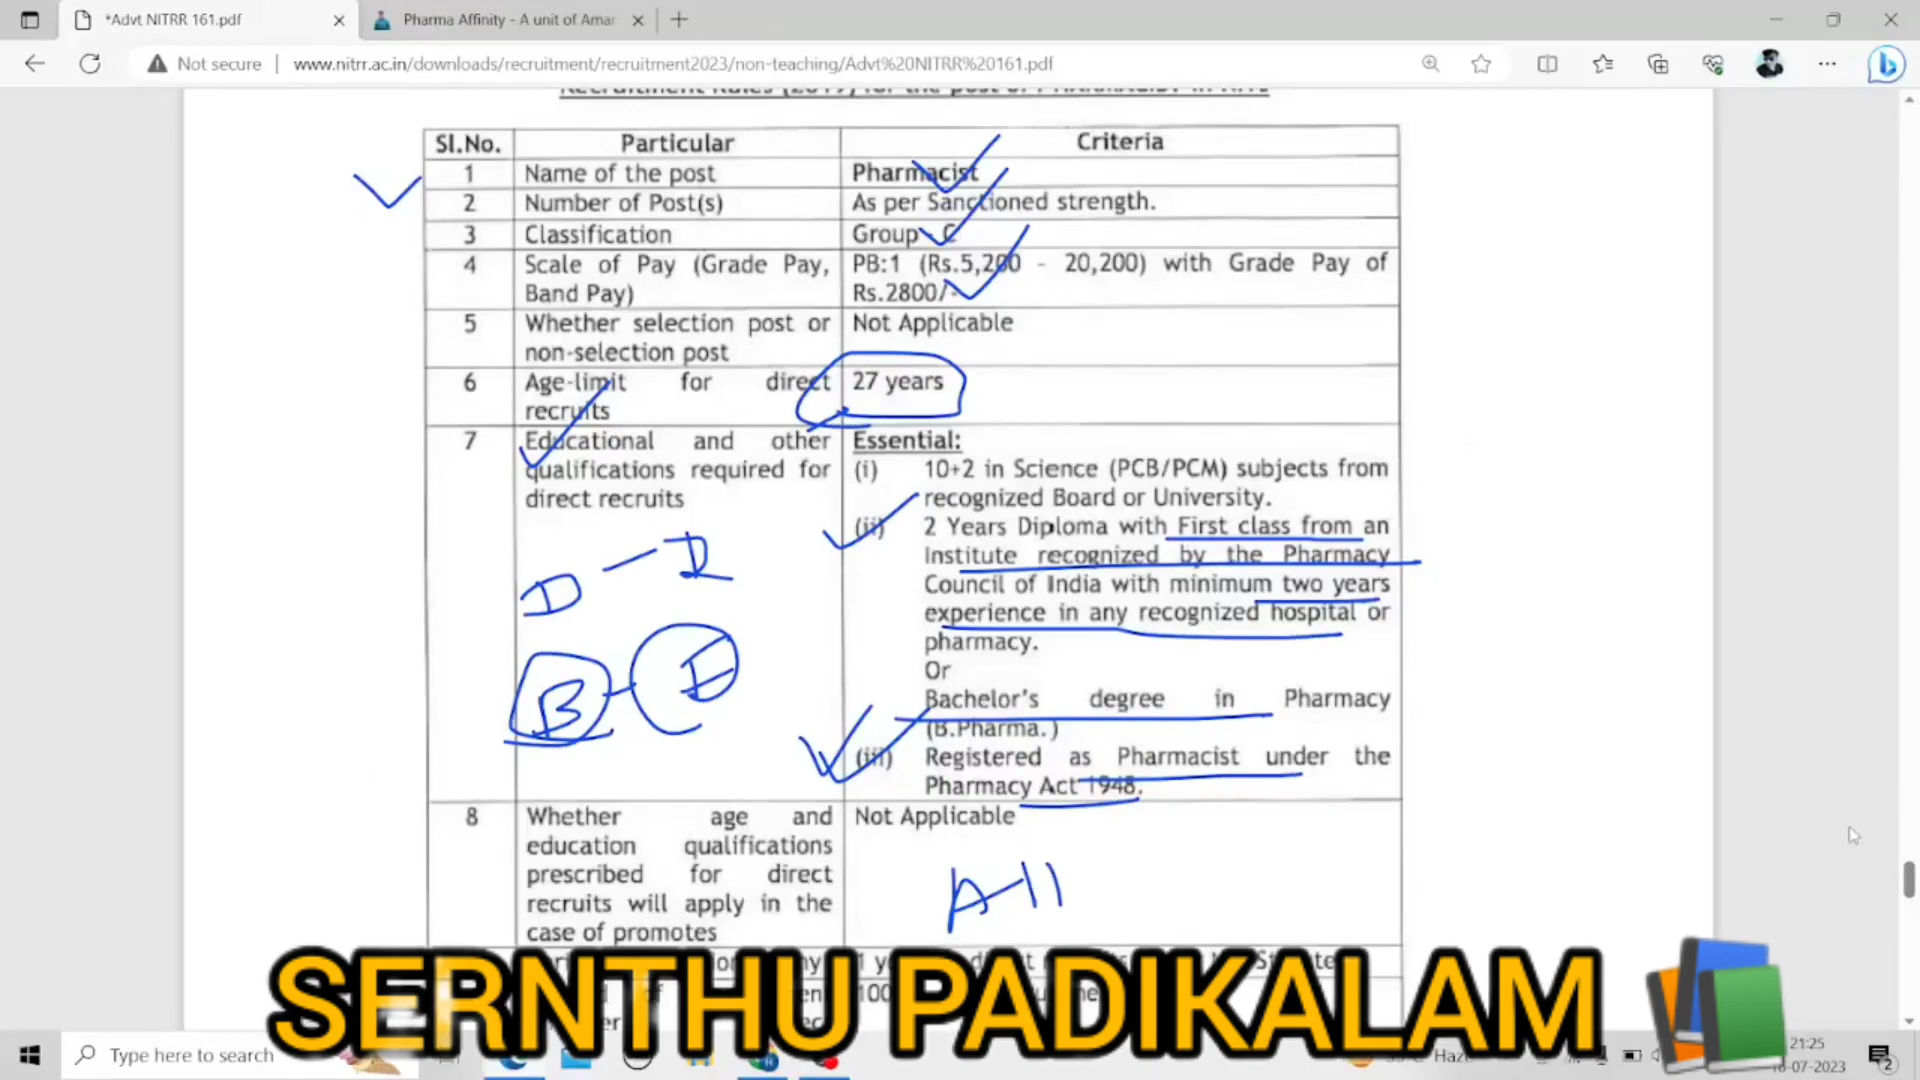 *Advt NITRR 161.pdf
Pharma Affinity - A unit of Amar
Not secure
www.nitrr.ac.in/downloads/recruitment/recruitment2023/non-teaching/Advt%20NITRR%20161.pdf
Sl.No. Particular Criteria
1 Name of the post Pharmacist
2 Number of Post(s) As per Sanctioned strength.
3 Classification Group - C
4 Scale of Pay (Grade Pay, PB:1 (Rs.5,200 - 20,200) with Grade Pay of
Band Pay) Rs.2800/-
5 Whether selection post or Not Applicable
non-selection post
6 Age-limit for direct 27 years
recruits
7 Educational and other Essential:
qualifications required for (i) 10+2 in Science (PCB/PCM) subjects from
direct recruits recognized Board or University.
(ii) 2 Years Diploma with First class from an
Institute recognized by the Pharmacy
Council of India with minimum two years
experience in any recognized hospital or
pharmacy.
Or
Bachelor's degree in Pharmacy
(B.Pharma.)
(iii) Registered as Pharmacist under the
Pharmacy Act 1948.
D
B - E
8 Whether age and Not Applicable
education qualifications
prescribed for direct
recruits will apply in the
case of promotes
All
SERNTHU PADIKALAM
Type here to search
Haze
21:25
2